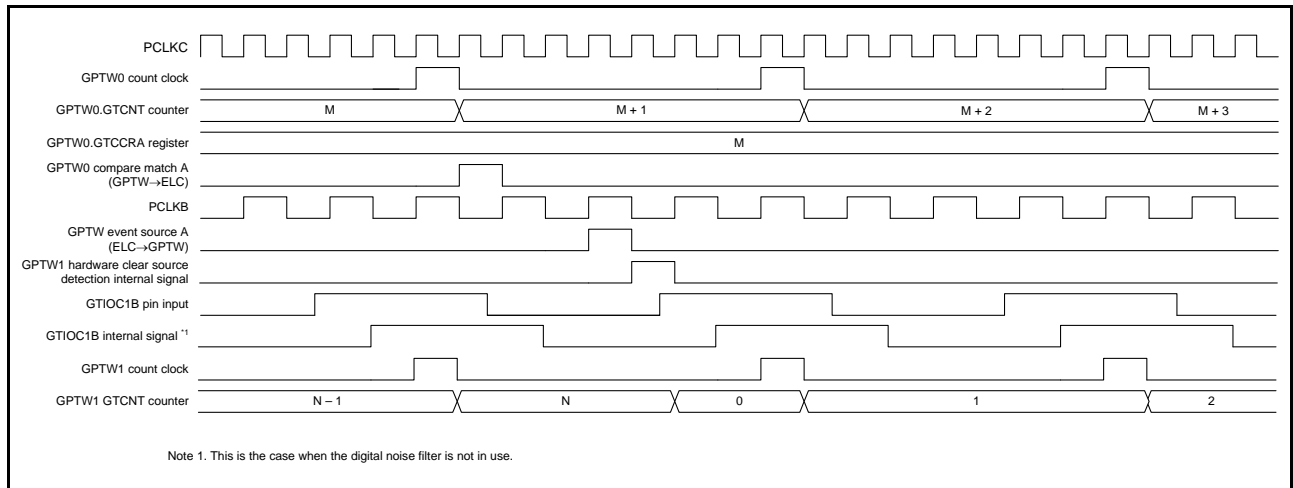 PCLKC
GPTW0 count clock
GPTW0.GTCNT counter
M
M + 1
M + 2
M + 3
GPTW0.GTCCRA register
M
GPTW0 compare match A
(GPTW→ELC)
PCLKB
GPTW event source A
(ELC→GPTW)
GPTW1 hardware clear source
detection internal signal
GTIOC1B pin input
GTIOC1B internal signal *1
GPTW1 count clock
GPTW1 GTCNT counter
N – 1
N
0
1
2
Note 1. This is the case when the digital noise filter is not in use.